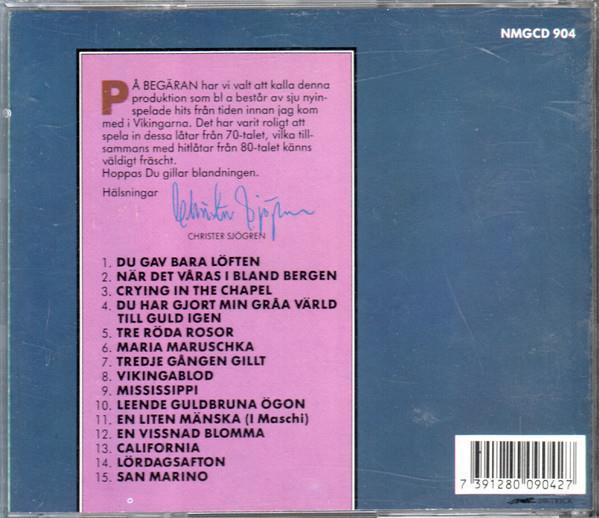 NMGCD 904
PÅ BEGÄRAN har vi valt att kalla denna
produktion som bl a består av sju nyin-
spelade hits från tiden innan jag kom
med i Vikingarna. Det har varit roligt att
spela in dessa låtar från 70-talet, vilka till-
sammans med hitlåtar från 80-talet känns
väldigt fräscht.
Hoppas Du gillar blandningen.
Hälsningar
Christer Sjögren
CHRISTER SJÖGREN
1. DU GAV BARA LÖFTEN
2. NÄR DET VÅRAS I BLAND BERGEN
3. CRYING IN THE CHAPEL
4. DU HAR GJORT MIN GRÅA VÄRLD
TILL GULD IGEN
5. TRE RÖDA ROSOR
6. MARIA MARUSCHKA
7. TREDJE GÅNGEN GILLT
8. VIKINGABLOD
9. MISSISSIPPI
10. LEENDE GULDBRUNA ÖGON
11. EN LITEN MÄNSKA (I Maschi)
12. EN VISSNAD BLOMMA
13. CALIFORNIA
14. LÖRDAGSAFTON
15. SAN MARINO
7 391280 090427